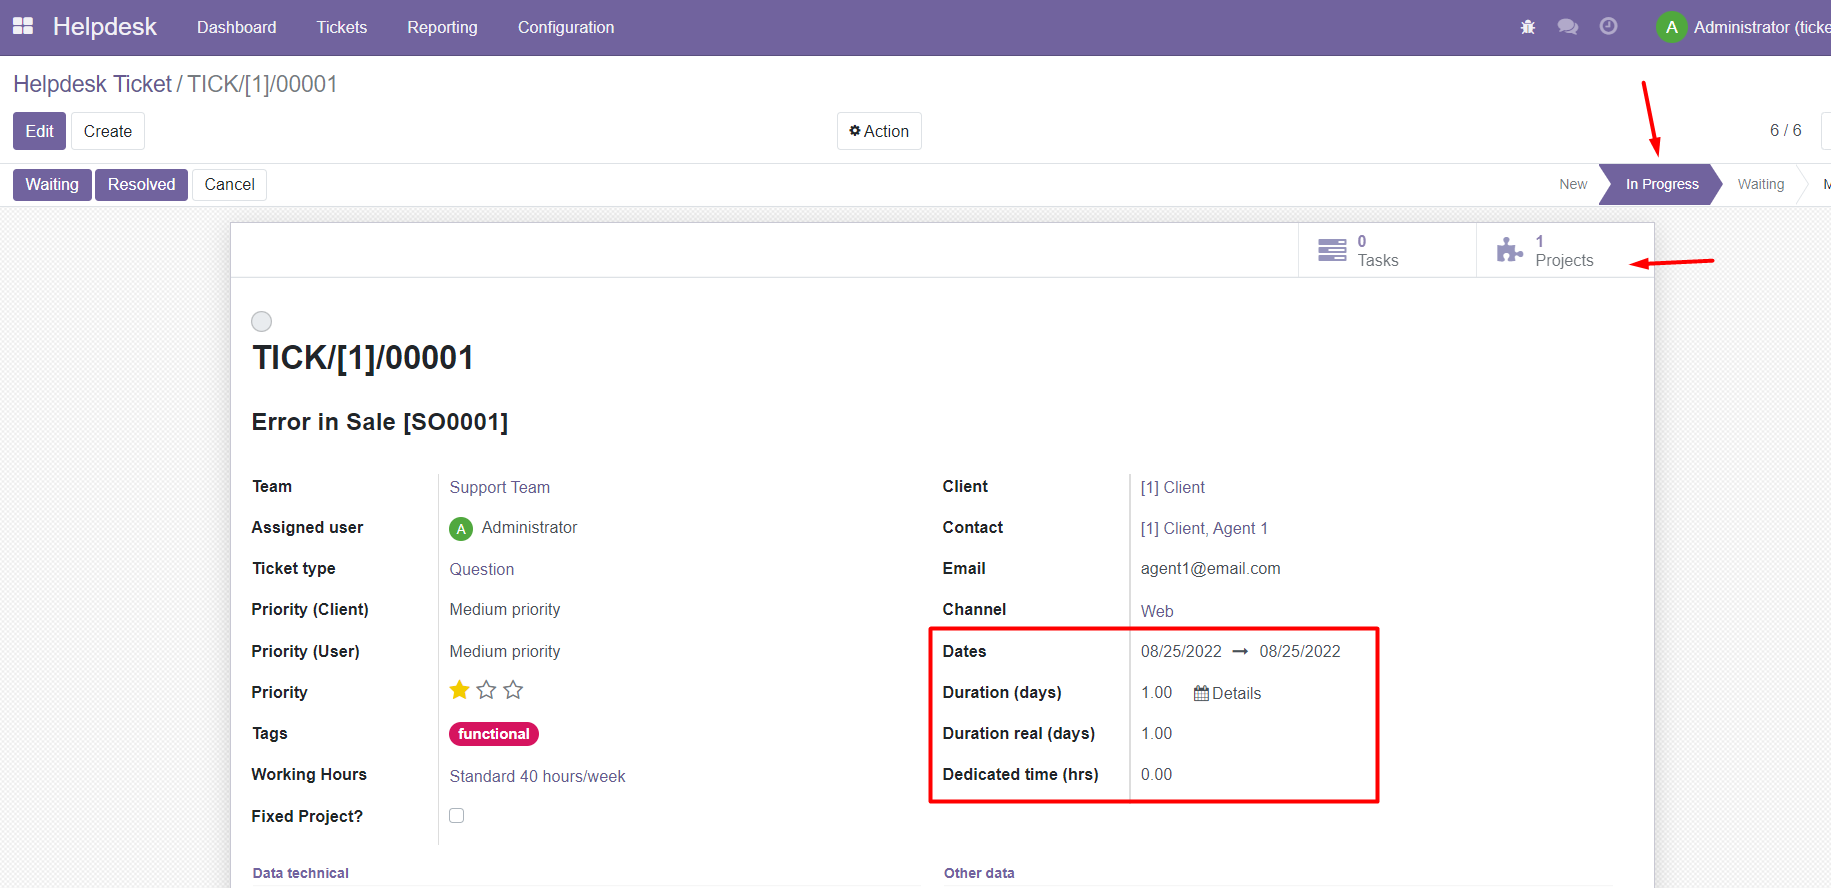 Helpdesk Dashboard Tickets Reporting Configuration A Administrator (ticke
Helpdesk Ticket / TICK/[1]/00001
Edit Create Action 6 / 6
Waiting Resolved Cancel New In Progress Waiting M
0 1
Tasks Projects
TICK/[1]/00001
Error in Sale [SO0001]
Team Support Team Client [1] Client
Assigned user A Administrator Contact [1] Client, Agent 1
Ticket type Question Email agent1@email.com
Priority (Client) Medium priority Channel Web
Priority (User) Medium priority Dates 08/25/2022 → 08/25/2022
Priority Duration (days) 1.00 Details
Tags functional Duration real (days) 1.00
Working Hours Standard 40 hours/week Dedicated time (hrs) 0.00
Fixed Project?
Data technical Other data